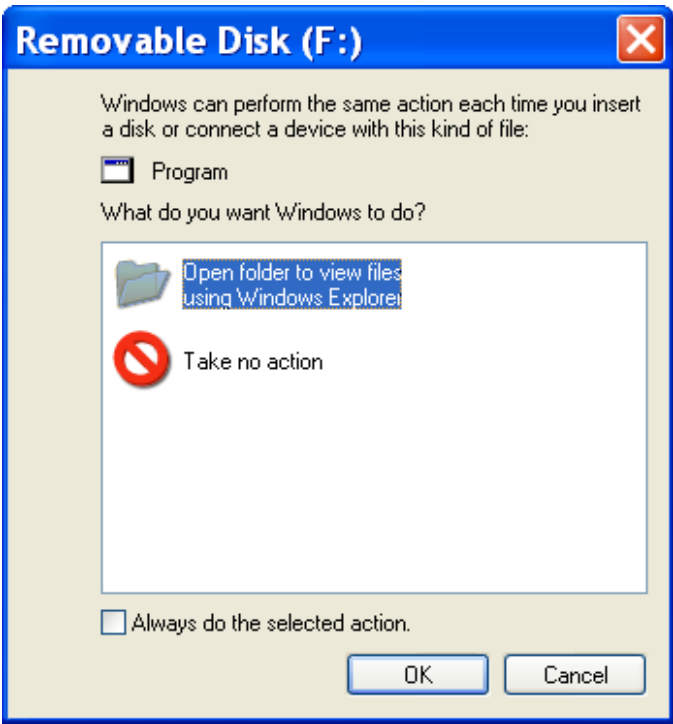 Removable Disk (F:)
Windows can perform the same action each time you insert
a disk or connect a device with this kind of file:
Program
What do you want Windows to do?
Open folder to view files
using Windows Explorer
Take no action
Always do the selected action.
OK
Cancel